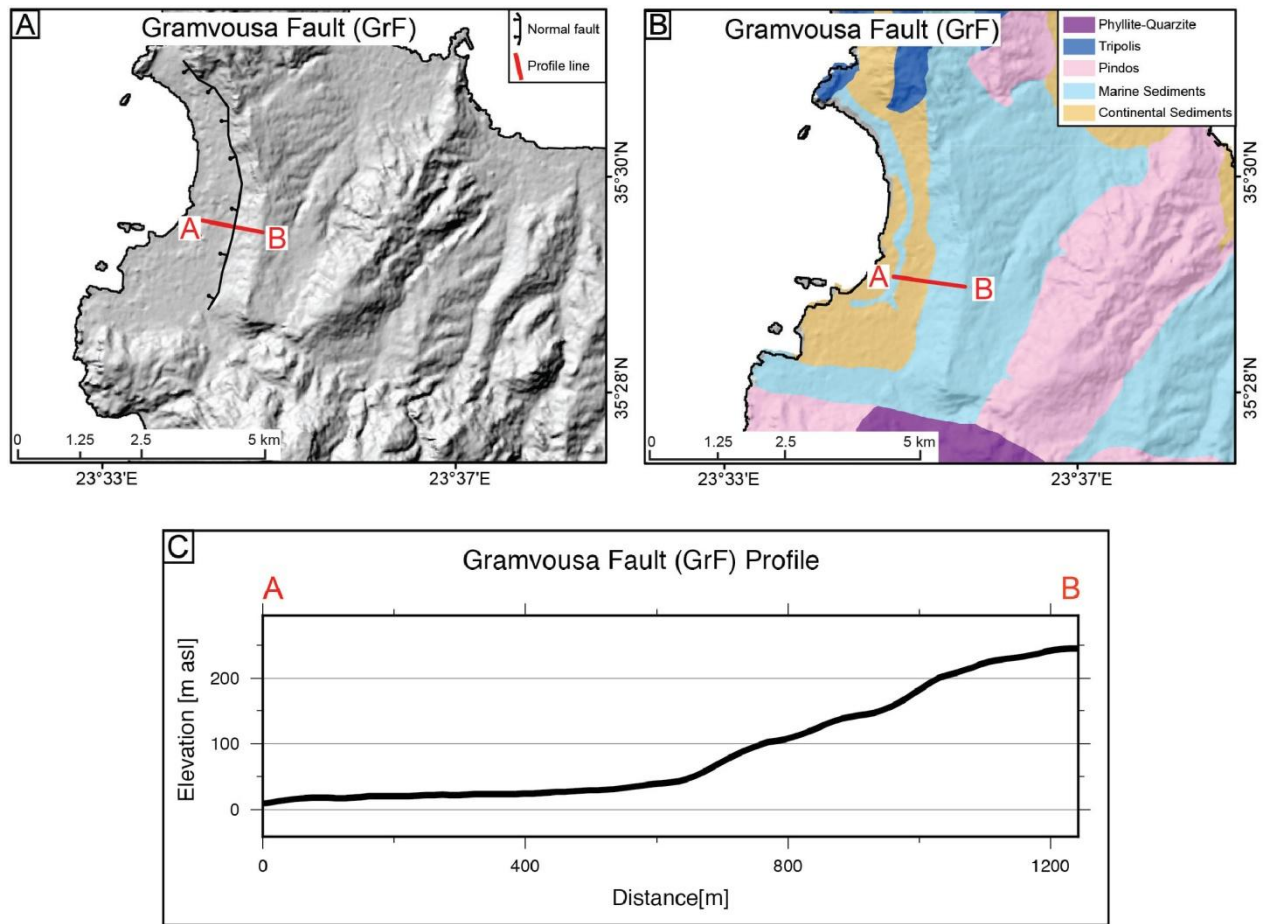 A
Gramvousa Fault (GrF)
Normal fault
Profile line
A
B
35°30'N
35°28'N
0
1.25
2.5
5 km
23°33'E
23°37'E
B
Gramvousa Fault (GrF)
Phyllite-Quarzite
Tripolis
Pindos
Marine Sediments
Continental Sediments
A
B
35°30'N
35°28'N
0
1.25
2.5
5 km
23°33'E
23°37'E
C
Gramvousa Fault (GrF) Profile
A
B
Elevation [m asl]
200
100
0
0
400
800
1200
Distance[m]